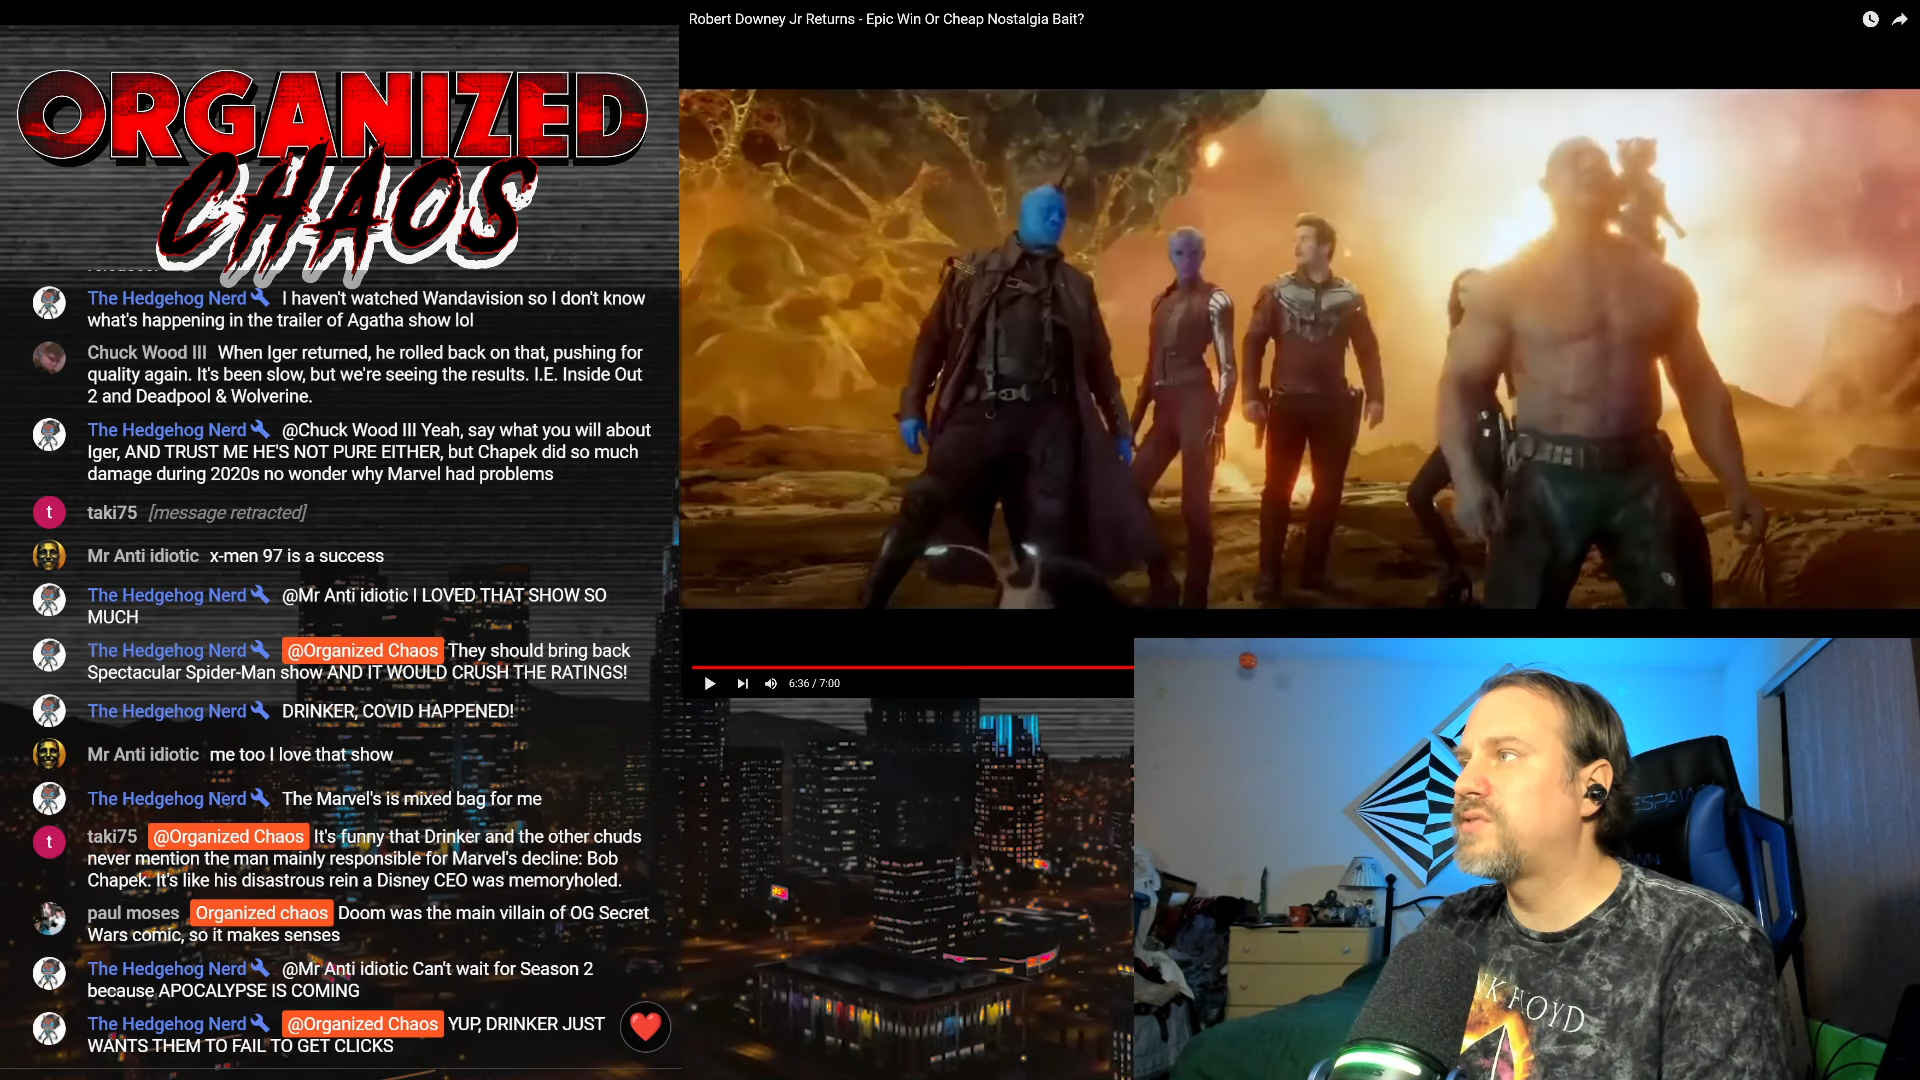 Robert Downey Jr Returns - Epic Win Or Cheap Nostalgia Bait?
ORGANIZED
CHAOS
The Hedgehog Nerd I haven't watched Wandavision so I don't know
what's happening in the trailer of Agatha show lol
Chuck Wood III When Iger returned, he rolled back on that, pushing for
quality again. It's been slow, but we're seeing the results. I.E. Inside Out
2 and Deadpool & Wolverine.
The Hedgehog Nerd @Chuck Wood III Yeah, say what you will about
Iger, AND TRUST ME HE'S NOT PURE EITHER, but Chapek did so much
damage during 2020s no wonder why Marvel had problems
t taki75 [message retracted]
Mr Anti idiotic x-men 97 is a success
The Hedgehog Nerd @Mr Anti idiotic I LOVED THAT SHOW SO
MUCH
The Hedgehog Nerd @Organized Chaos They should bring back
Spectacular Spider-Man show AND IT WOULD CRUSH THE RATINGS!
The Hedgehog Nerd DRINKER, COVID HAPPENED!
Mr Anti idiotic me too I love that show
The Hedgehog Nerd The Marvel's is mixed bag for me
t taki75 @Organized Chaos It's funny that Drinker and the other chuds
never mention the man mainly responsible for Marvel's decline: Bob
Chapek. It's like his disastrous rein a Disney CEO was memoryholed.
paul moses Organized chaos Doom was the main villain of OG Secret
Wars comic, so it makes senses
The Hedgehog Nerd @Mr Anti idiotic Can't wait for Season 2
because APOCALYPSE IS COMING
The Hedgehog Nerd @Organized Chaos YUP, DRINKER JUST
WANTS THEM TO FAIL TO GET CLICKS
6:36 / 7:00